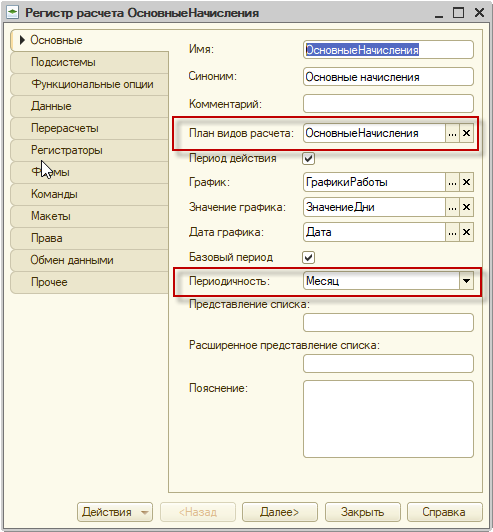 Регистр расчета ОсновныеНачисления
Основные
Подсистемы
Функциональные опции
Данные
Перерасчеты
Регистраторы
Формы
Команды
Макеты
Права
Обмен данными
Прочее
Имя: ОсновныеНачисления
Синоним: Основные начисления
Комментарий:
План видов расчета: ОсновныеНачисления ... x
Период действия
График: ГрафикиРаботы ... x
Значение графика: ЗначениеДни ... x
Дата графика: Дата ... x
Базовый период
Периодичность: Месяц
Представление списка:
Расширенное представление списка:
Пояснение:
Действия <Назад Далее> Закрыть Справка